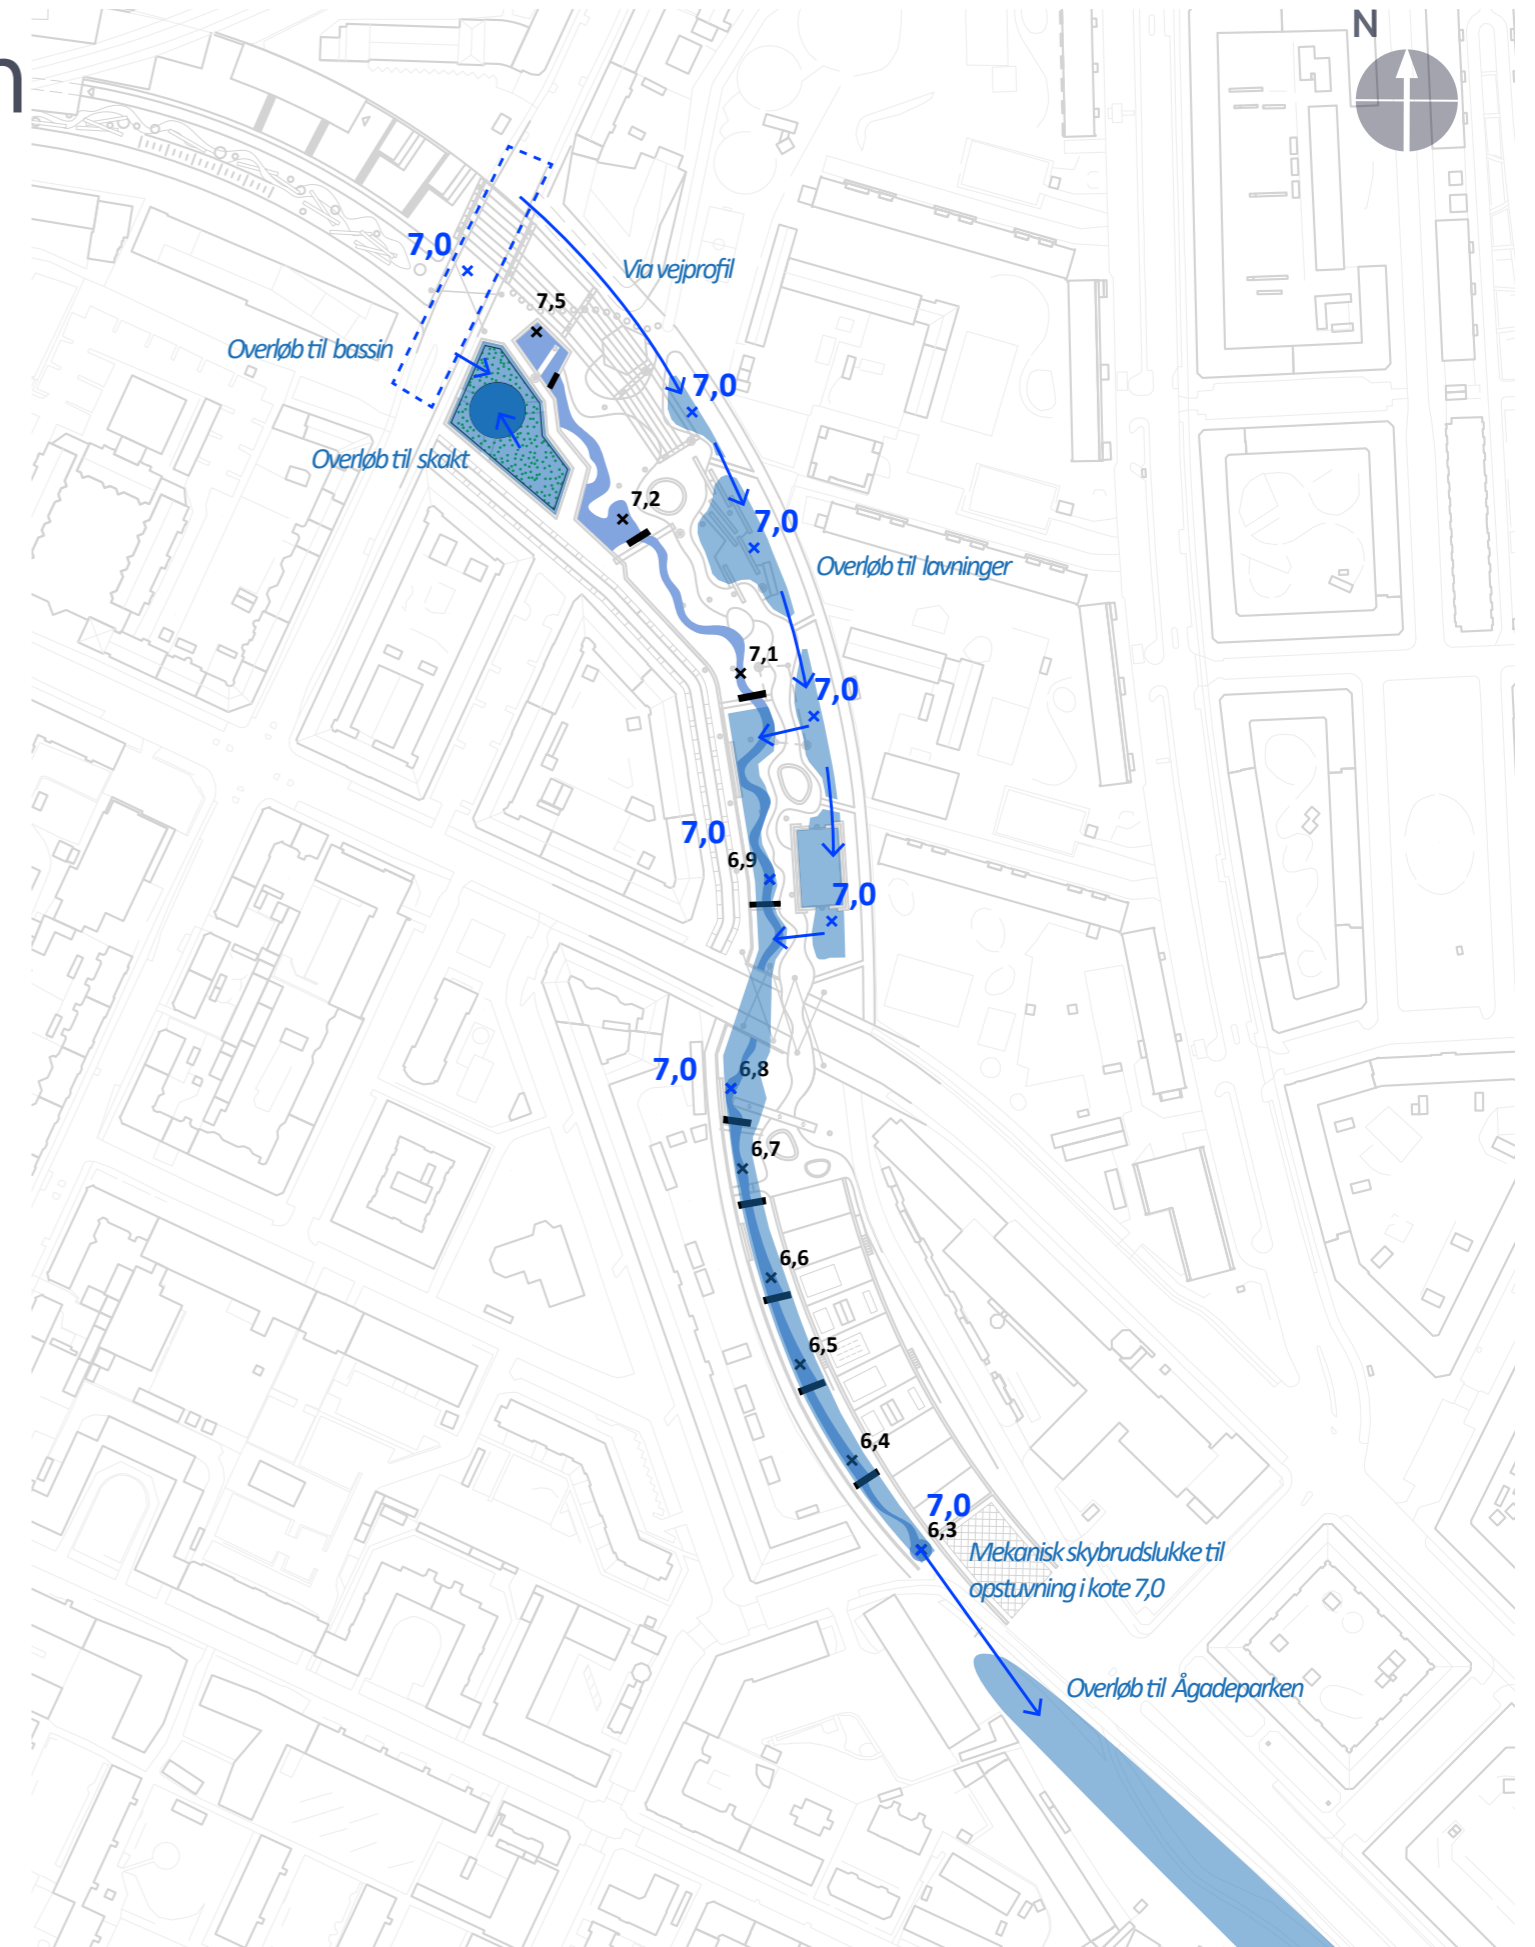 N
n
7,0
Via vejprofil
7,5
Overløb til bassin
7,0
Overløb til skakt
7,2
7,0
Overløb til lavninger
7,1
7,0
7,0
6,9
7,0
7,0
6,8
6,7
6,6
6,5
6,4
7,0
6,3
Mekanisk skybrudslukke til
opstuvning i kote 7,0
Overløb til Ågadeparken